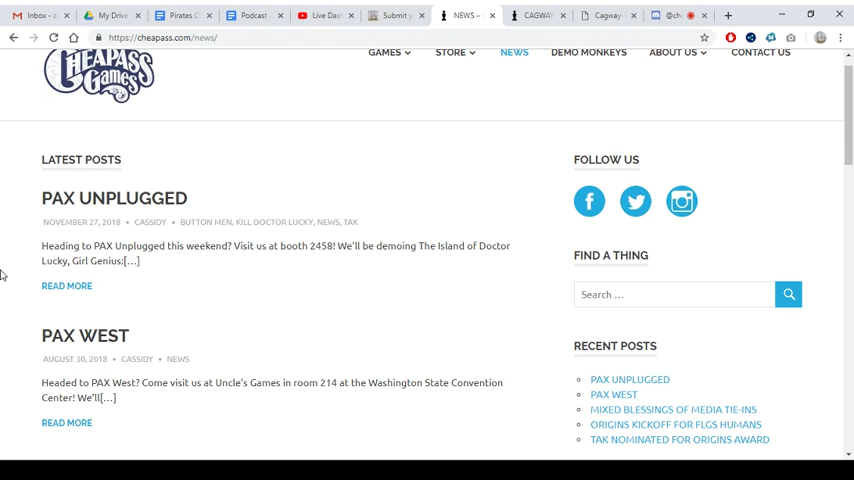 Inbox - a
My Drive
Pirates C
Podcast -
Live Das
Submit y
NEWS –
CAGWAY
Cagway-
@ch
https://cheapass.com/news/
CHEAPASS
Games
GAMES
STORE
NEWS
DEMO MONKEYS
ABOUT US
CONTACT US
LATEST POSTS
PAX UNPLUGGED
NOVEMBER 27, 2018 • CASSIDY • BUTTON MEN, KILL DOCTOR LUCKY, NEWS, TAK
Heading to PAX Unplugged this weekend? Visit us at booth 2458! We'll be demoing The Island of Doctor
Lucky, Girl Genius:[…]
READ MORE
PAX WEST
AUGUST 30, 2018 • CASSIDY • NEWS
Headed to PAX West? Come visit us at Uncle's Games in room 214 at the Washington State Convention
Center! We'll[…]
READ MORE
FOLLOW US
FIND A THING
Search …
RECENT POSTS
PAX UNPLUGGED
PAX WEST
MIXED BLESSINGS OF MEDIA TIE-INS
ORIGINS KICKOFF FOR FLGS HUMANS
TAK NOMINATED FOR ORIGINS AWARD